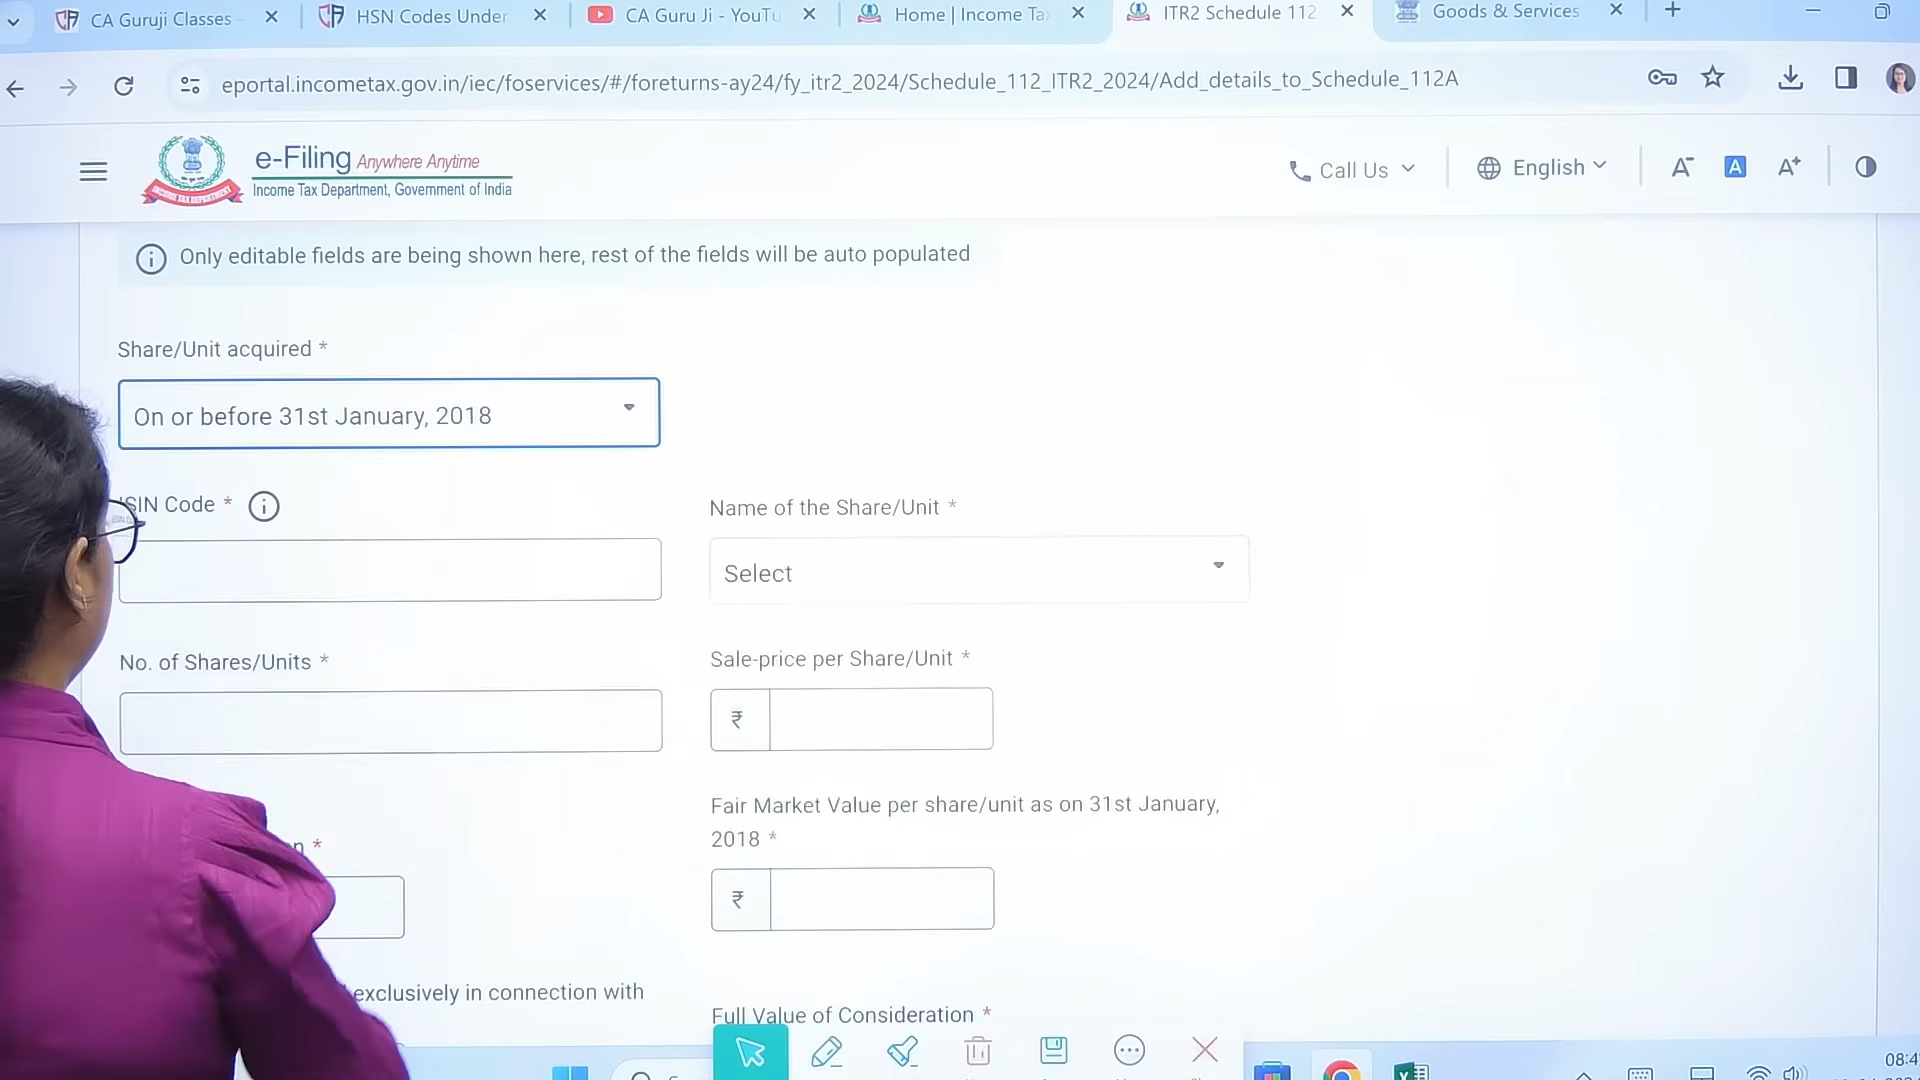 CA Guruji Classes -
HSN Codes Under
CA Guru Ji - YouTu
Home | Income Ta
ITR2 Schedule 112
Goods & Services
eportal.incometax.gov.in/iec/foservices/#/foreturns-ay24/fy_itr2_2024/Schedule_112_ITR2_2024/Add_details_to_Schedule_112A
e-Filing Anywhere Anytime
Income Tax Department, Government of India
INCOME TAX DEPARTMENT
Call Us
English
A-
A
A+
Only editable fields are being shown here, rest of the fields will be auto populated
Share/Unit acquired *
On or before 31st January, 2018
SIN Code *
Name of the Share/Unit *
Select
No. of Shares/Units *
Sale-price per Share/Unit *
₹
Fair Market Value per share/unit as on 31st January,
2018 *
n *
₹
exclusively in connection with
Full Value of Consideration *
08:4